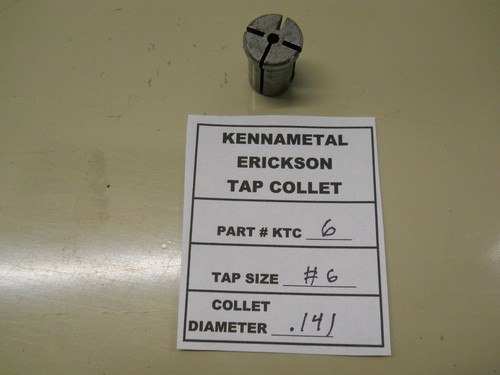 KENNAMETAL
ERICKSON
TAP COLLET
PART # KTC 6
TAP SIZE #6
COLLET
DIAMETER .141